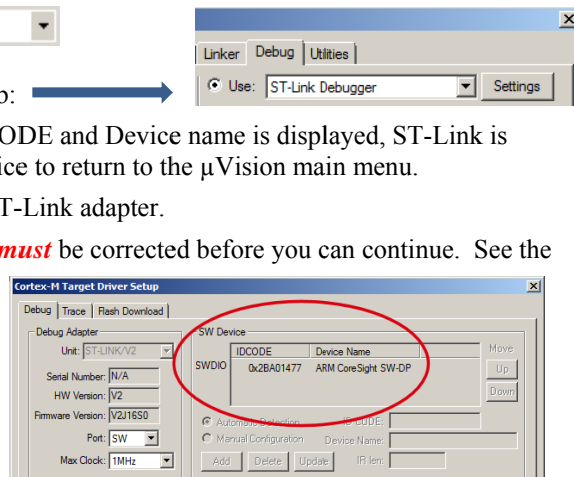 Linker Debug Utilities
Use: ST-Link Debugger Settings
ODE and Device name is displayed, ST-Link is
ice to return to the µVision main menu.
T-Link adapter.
must be corrected before you can continue. See the
Cortex-M Target Driver Setup
Debug Trace Flash Download
Debug Adapter
Unit: ST-LINK/V2
Serial Number: N/A
HW Version: V2
Firmware Version: V2J16S0
Port: SW
Max Clock: 1MHz
SW Device
IDCODE Device Name Move
SWDIO 0x2BA01477 ARM CoreSight SW-DP Up
Down
Automatic Detection ID CODE:
Manual Configuration Device Name:
Add Delete Update IR len: